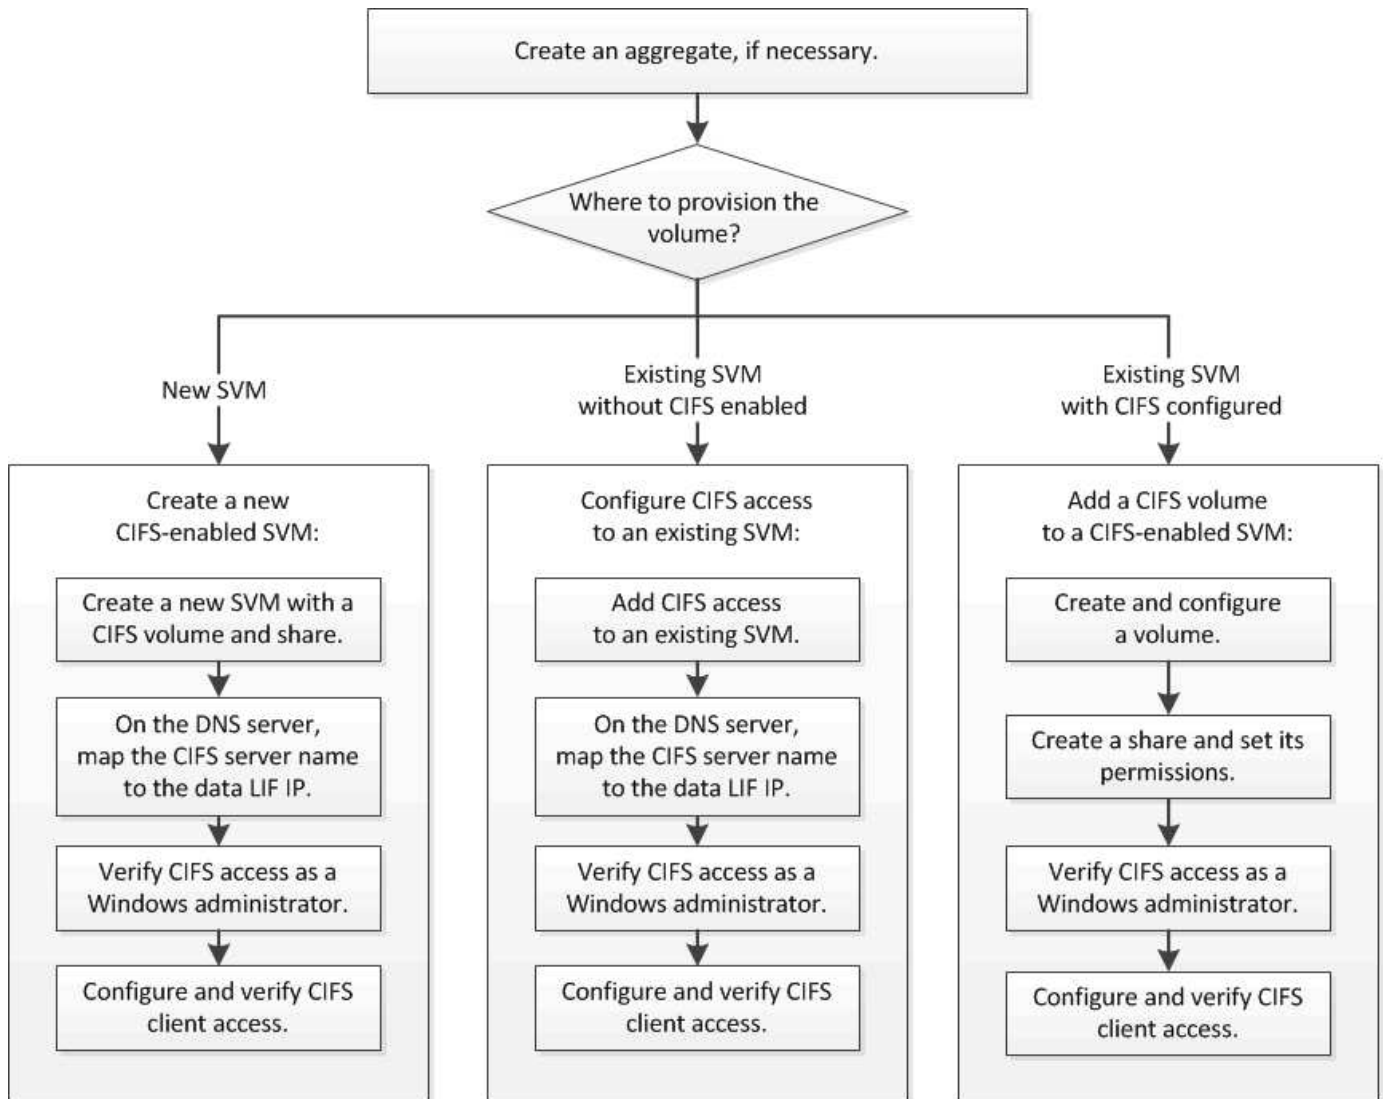 Create an aggregate, if necessary.
Where to provision the
volume?
New SVM
Existing SVM
without CIFS enabled
Existing SVM
with CIFS configured
Create a new
CIFS-enabled SVM:
Create a new SVM with a
CIFS volume and share.
On the DNS server,
map the CIFS server name
to the data LIF IP.
Verify CIFS access as a
Windows administrator.
Configure and verify CIFS
client access.
Configure CIFS access
to an existing SVM:
Add CIFS access
to an existing SVM.
On the DNS server,
map the CIFS server name
to the data LIF IP.
Verify CIFS access as a
Windows administrator.
Configure and verify CIFS
client access.
Add a CIFS volume
to a CIFS-enabled SVM:
Create and configure
a volume.
Create a share and set its
permissions.
Verify CIFS access as a
Windows administrator.
Configure and verify CIFS
client access.